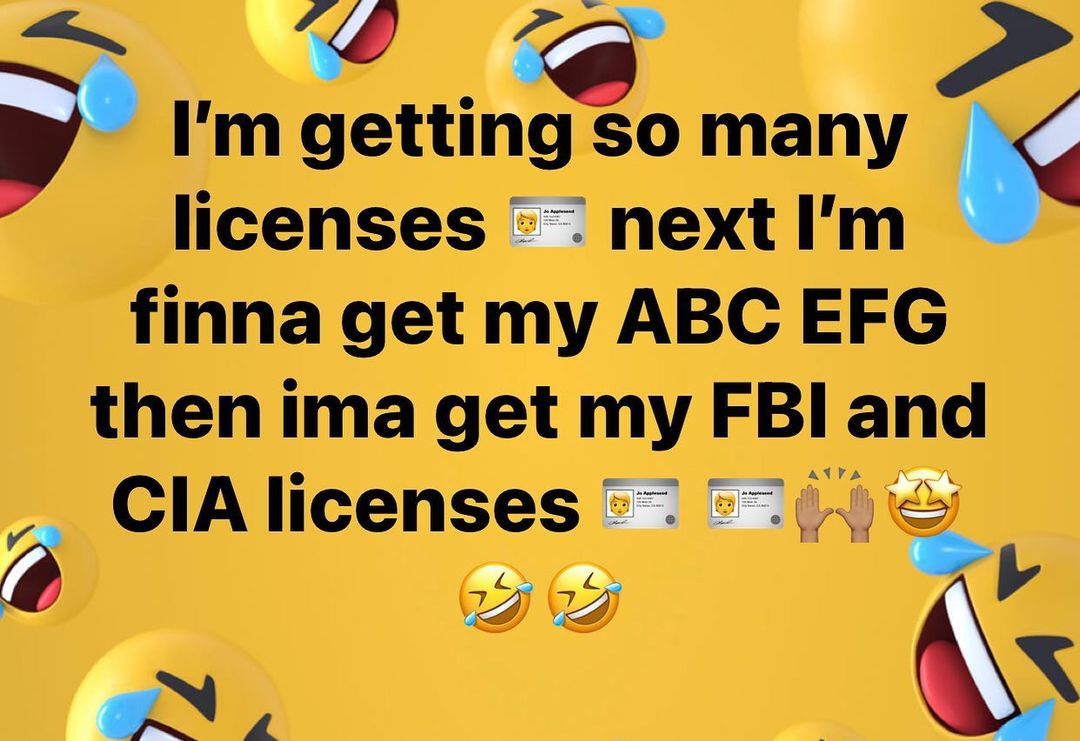 I’m getting so many
licenses 🪪 next I’m
finna get my ABC EFG
then ima get my FBI and
CIA licenses 🪪 🪪🙌🏽🤩
🤣🤣